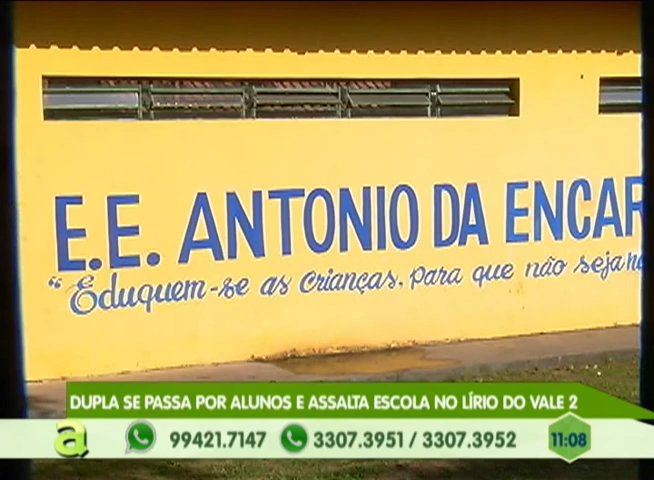 E.E. ANTONIO DA ENCAR
"Eduquem-se as crianças, para que não seja
DUPLA SE PASSA POR ALUNOS E ASSALTA ESCOLA NO LÍRIO DO VALE 2
a 99421.7147 3307.3951 / 3307.3952 11:08